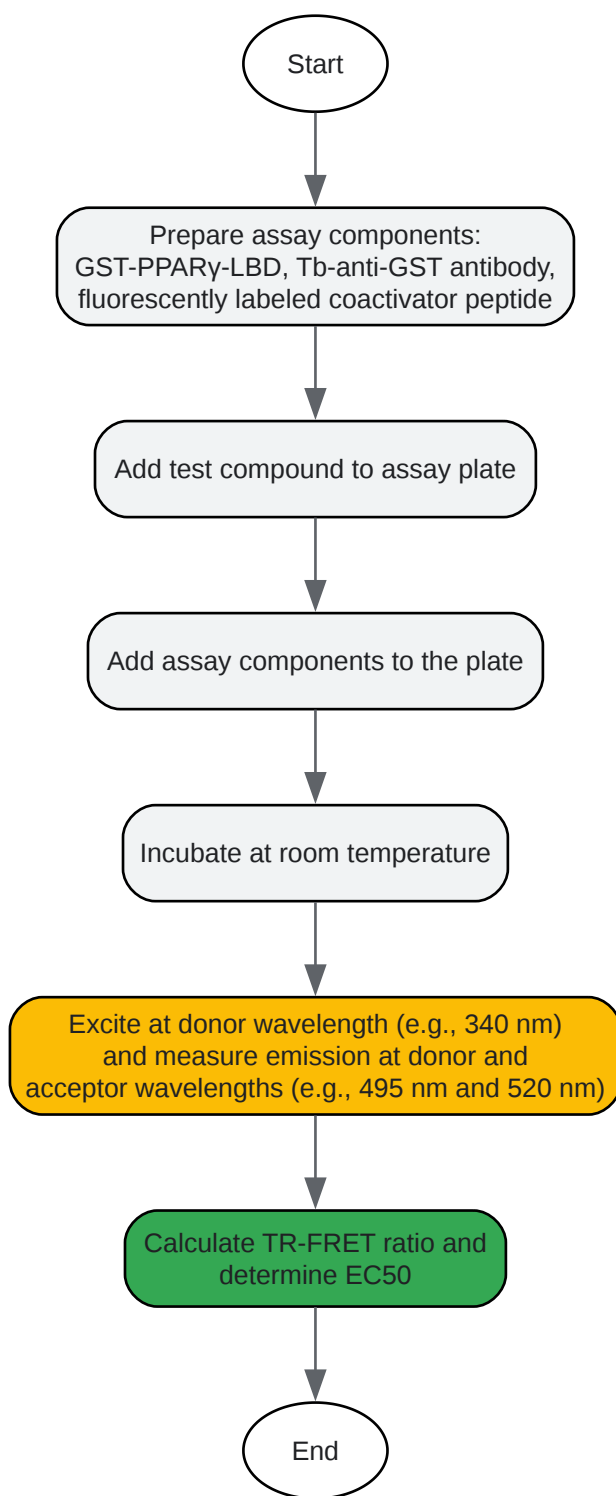 Start
Prepare assay components:
GST-PPARγ-LBD, Tb-anti-GST antibody,
fluorescently labeled coactivator peptide
Add test compound to assay plate
Add assay components to the plate
Incubate at room temperature
Excite at donor wavelength (e.g., 340 nm)
and measure emission at donor and
acceptor wavelengths (e.g., 495 nm and 520 nm)
Calculate TR-FRET ratio and
determine EC50
End